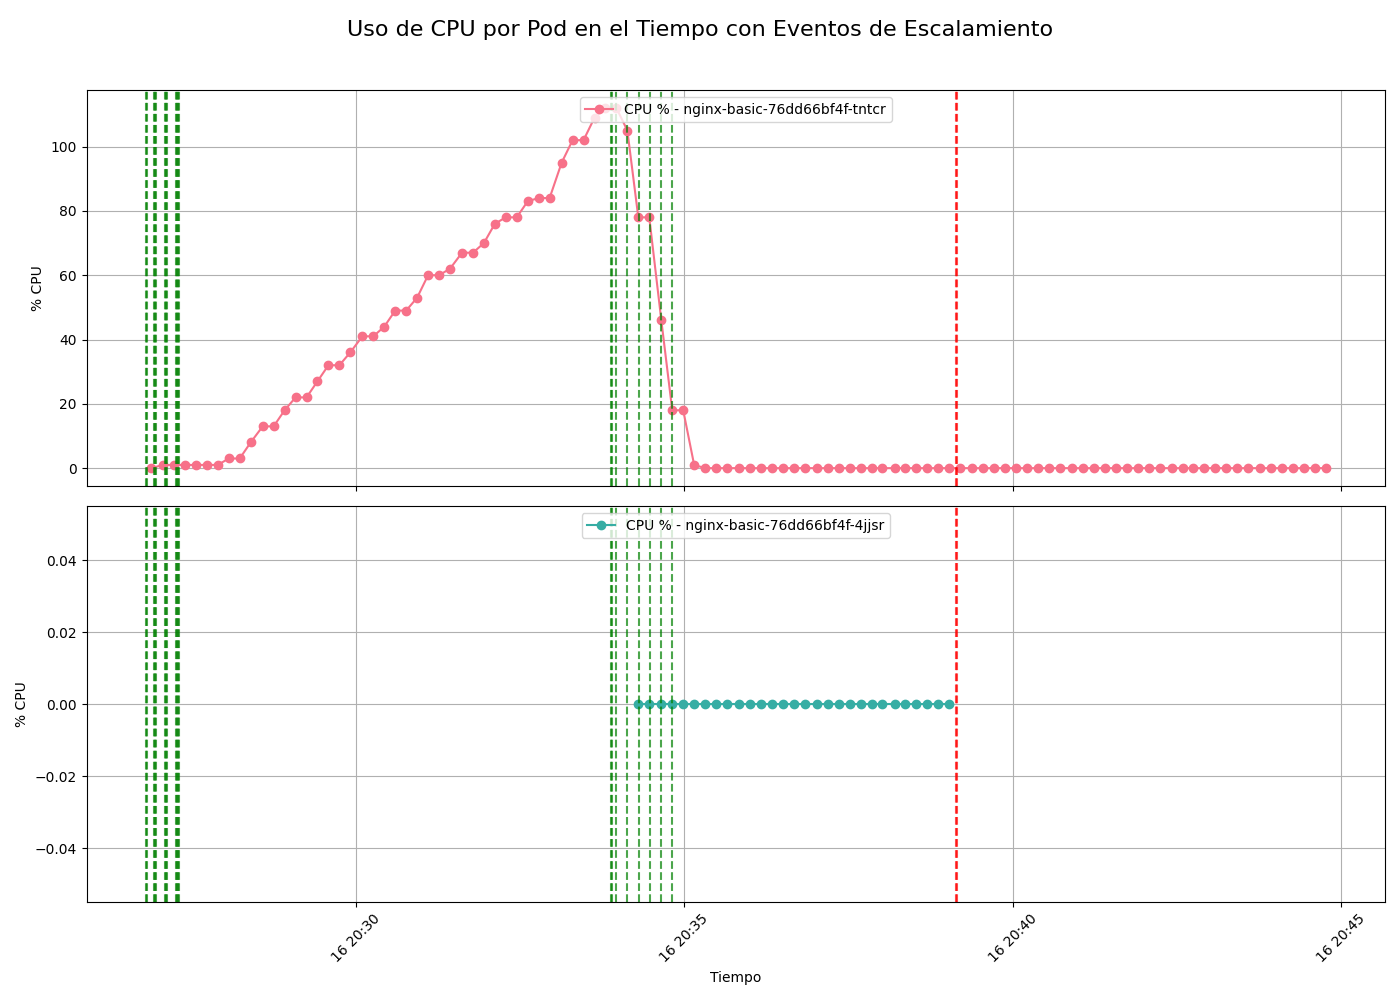 Uso de CPU por Pod en el Tiempo con Eventos de Escalamiento
CPU % - nginx-basic-76dd66bf4f-tntcr
% CPU
100
80
60
40
20
0
CPU % - nginx-basic-76dd66bf4f-4jjsr
% CPU
0.04
0.02
0.00
−0.02
−0.04
16 20:30
16 20:35
16 20:40
16 20:45
Tiempo